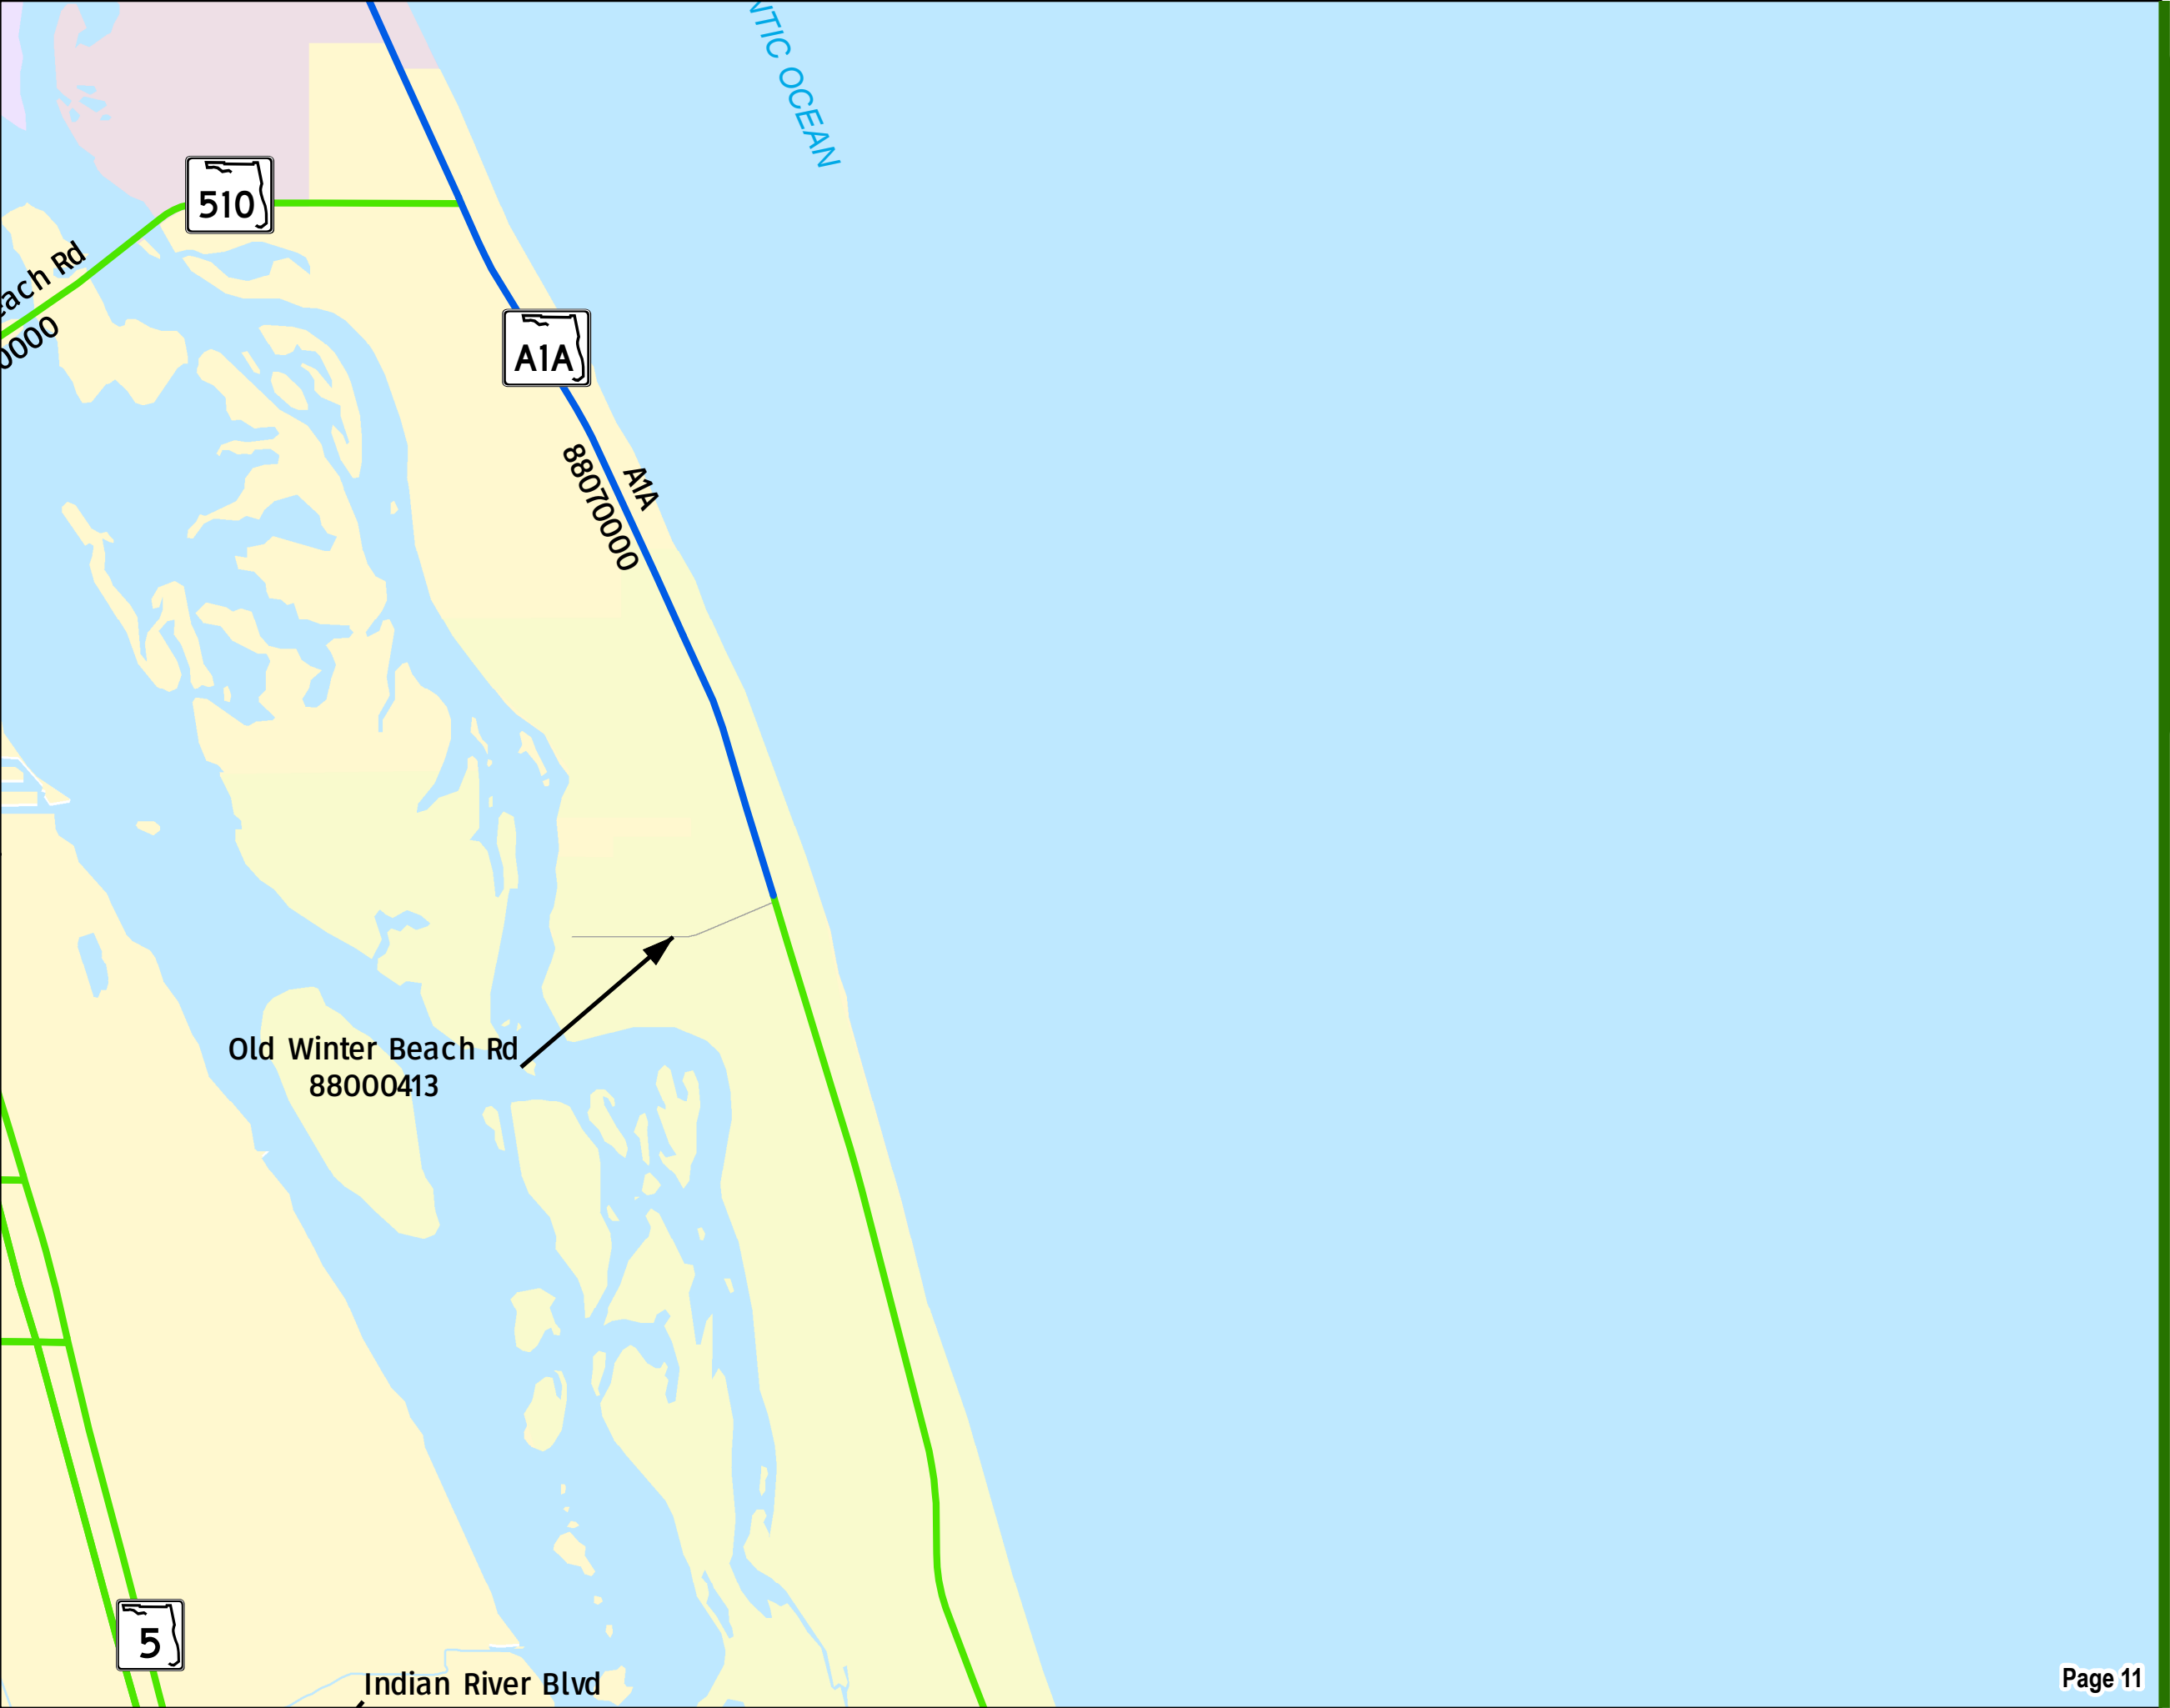 NTIC OCEAN
510
each Rd
0000
A1A
A1A
88070000
Old Winter Beach Rd
88000413
5
Indian River Blvd
Page 11